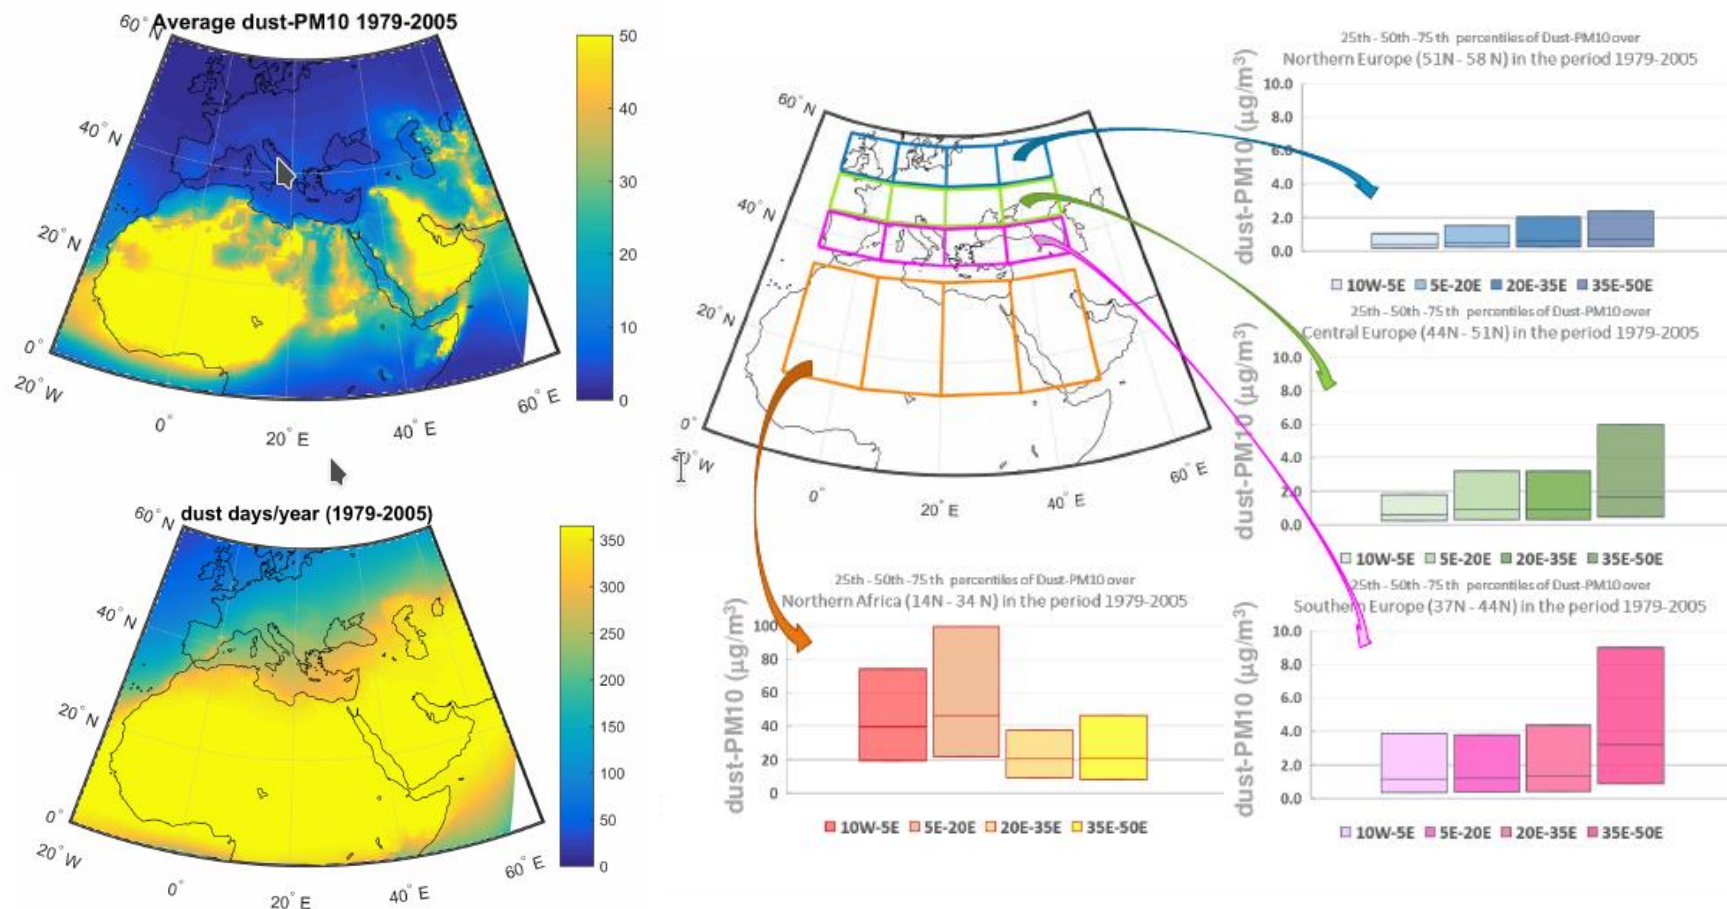 Average dust-PM10 1979-2005
60° N
40° N
20° N
0°
20° W
0°
20° E
40° E
60° E
50
40
30
20
10
0
dust days/year (1979-2005)
60° N
40° N
20° N
0°
20° W
0°
20° E
40° E
60° E
350
300
250
200
150
100
50
0
60° N
40° N
20° N
0°
20° W
0°
20° E
40° E
60° E
25th - 50th -75 th percentiles of Dust-PM10 over
Northern Africa (14N - 34 N) in the period 1979-2005
dust-PM10 (µg/m³)
100
80
60
40
20
0
10W-5E 5E-20E 20E-35E 35E-50E
25th - 50th -75 th percentiles of Dust-PM10 over
Northern Europe (51N - 58 N) in the period 1979-2005
dust-PM10 (µg/m³)
10.0
8.0
6.0
4.0
2.0
0.0
10W-5E 5E-20E 20E-35E 35E-50E
25th - 50th -75 th percentiles of Dust-PM10 over
Central Europe (44N - 51N) in the period 1979-2005
dust-PM10 (µg/m³)
10.0
8.0
6.0
4.0
2.0
0.0
10W-5E 5E-20E 20E-35E 35E-50E
25th - 50th -75 th percentiles of Dust-PM10 over
Southern Europe (37N - 44N) in the period 1979-2005
dust-PM10 (µg/m³)
10.0
8.0
6.0
4.0
2.0
0.0
10W-5E 5E-20E 20E-35E 35E-50E